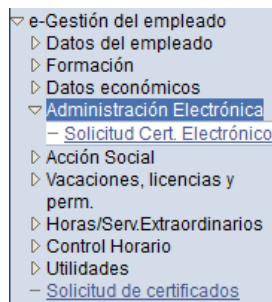 e-Gestión del empleado
Datos del empleado
Formación
Datos económicos
Administración Electrónica
– Solicitud Cert. Electrónico
Acción Social
Vacaciones, licencias y
perm.
Horas/Serv.Extraordinarios
Control Horario
Utilidades
– Solicitud de certificados